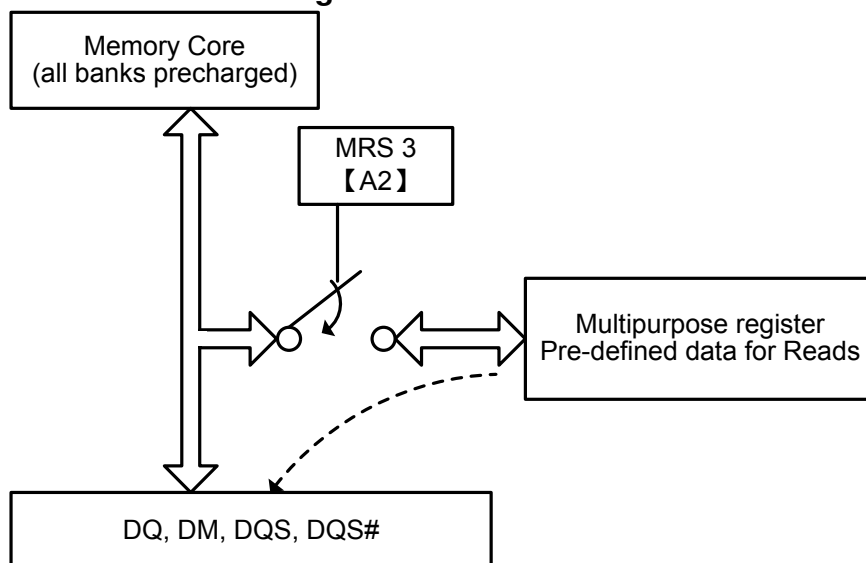 Memory Core
(all banks precharged)
MRS 3
【A2】
Multipurpose register
Pre-defined data for Reads
DQ, DM, DQS, DQS#